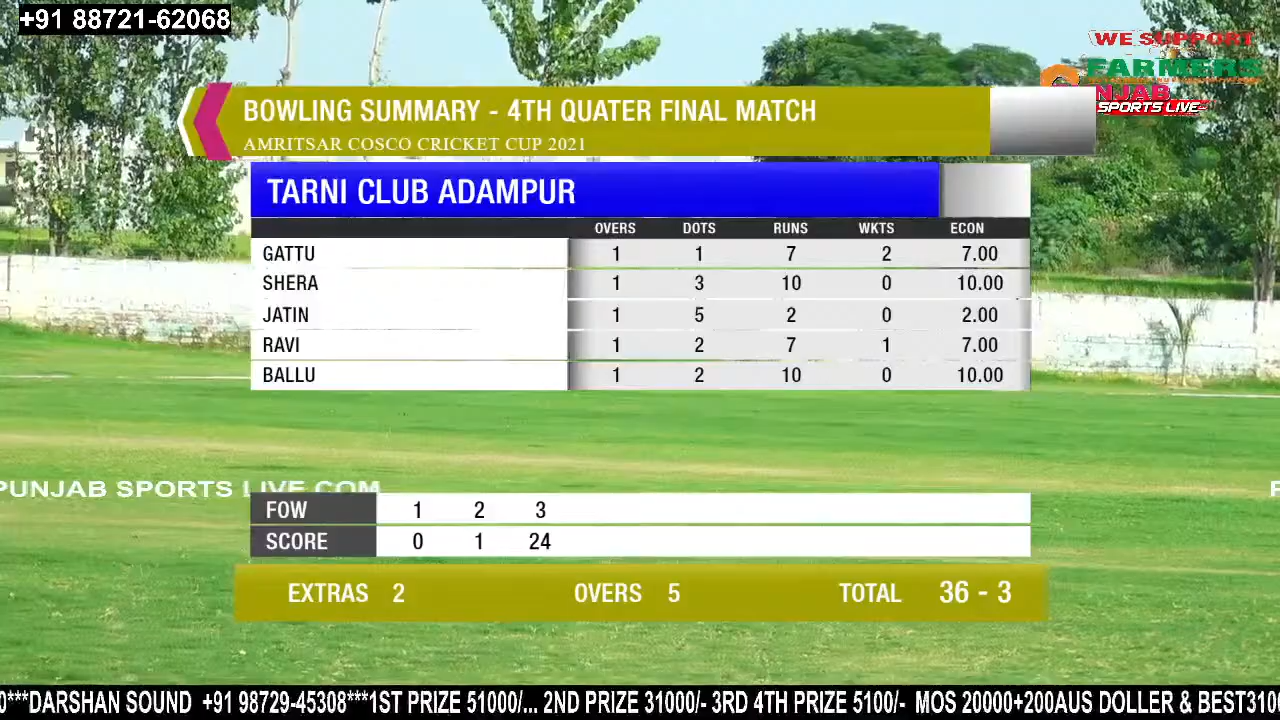 +91 88721-62068
WE SUPPORT
FARMERS
NJAB
SPORTS LIVE
BOWLING SUMMARY - 4TH QUATER FINAL MATCH
AMRITSAR COSCO CRICKET CUP 2021
TARNI CLUB ADAMPUR
OVERS DOTS RUNS WKTS ECON
GATTU 1 1 7 2 7.00
SHERA 1 3 10 0 10.00
JATIN 1 5 2 0 2.00
RAVI 1 2 7 1 7.00
BALLU 1 2 10 0 10.00
PUNJAB SPORTS LIVE.COM
FOW 1 2 3
SCORE 0 1 24
EXTRAS 2 OVERS 5 TOTAL 36 - 3
0***DARSHAN SOUND +91 98729-45308***1ST PRIZE 51000/... 2ND PRIZE 31000/- 3RD 4TH PRIZE 5100/- MOS 20000+200AUS DOLLER & BEST310